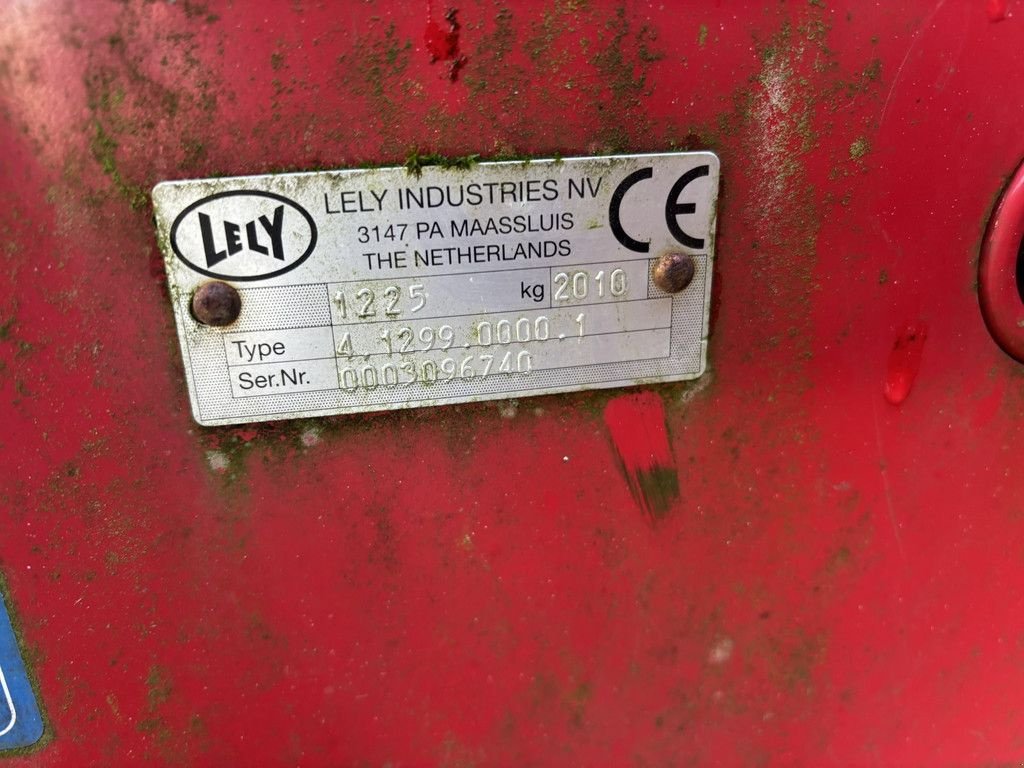 LELY
LELY INDUSTRIES NV
CE
3147 PA MAASSLUIS
THE NETHERLANDS
1225 kg 2010
Type 4.1299.0000.1
Ser.Nr. 0003096740